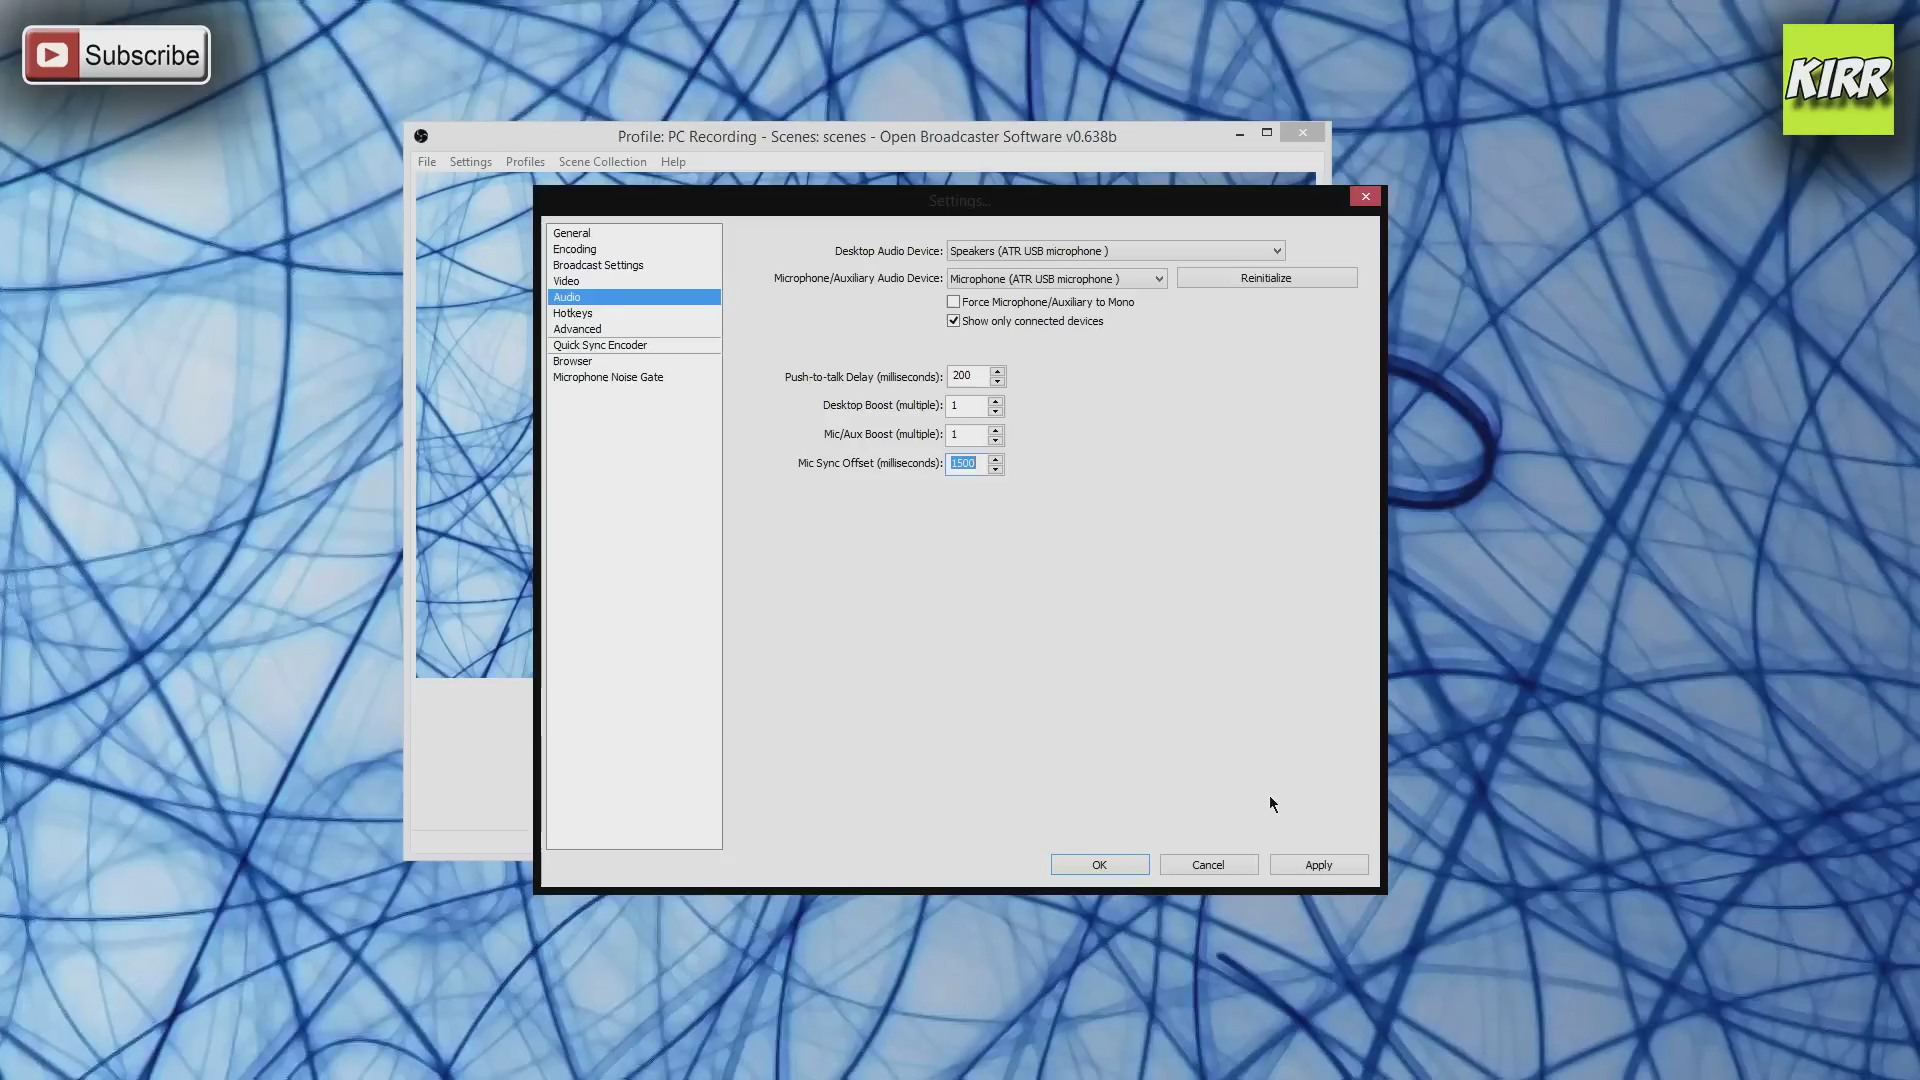 Subscribe
KIRR
Profile: PC Recording - Scenes: scenes - Open Broadcaster Software v0.638b
File Settings Profiles Scene Collection Help
Settings...
General
Encoding
Broadcast Settings
Video
Audio
Hotkeys
Advanced
Quick Sync Encoder
Browser
Microphone Noise Gate
Desktop Audio Device: Speakers (ATR USB microphone )
Microphone/Auxiliary Audio Device: Microphone (ATR USB microphone ) Reinitialize
Force Microphone/Auxiliary to Mono
Show only connected devices
Push-to-talk Delay (milliseconds): 200
Desktop Boost (multiple): 1
Mic/Aux Boost (multiple): 1
Mic Sync Offset (milliseconds): 1500
OK Cancel Apply